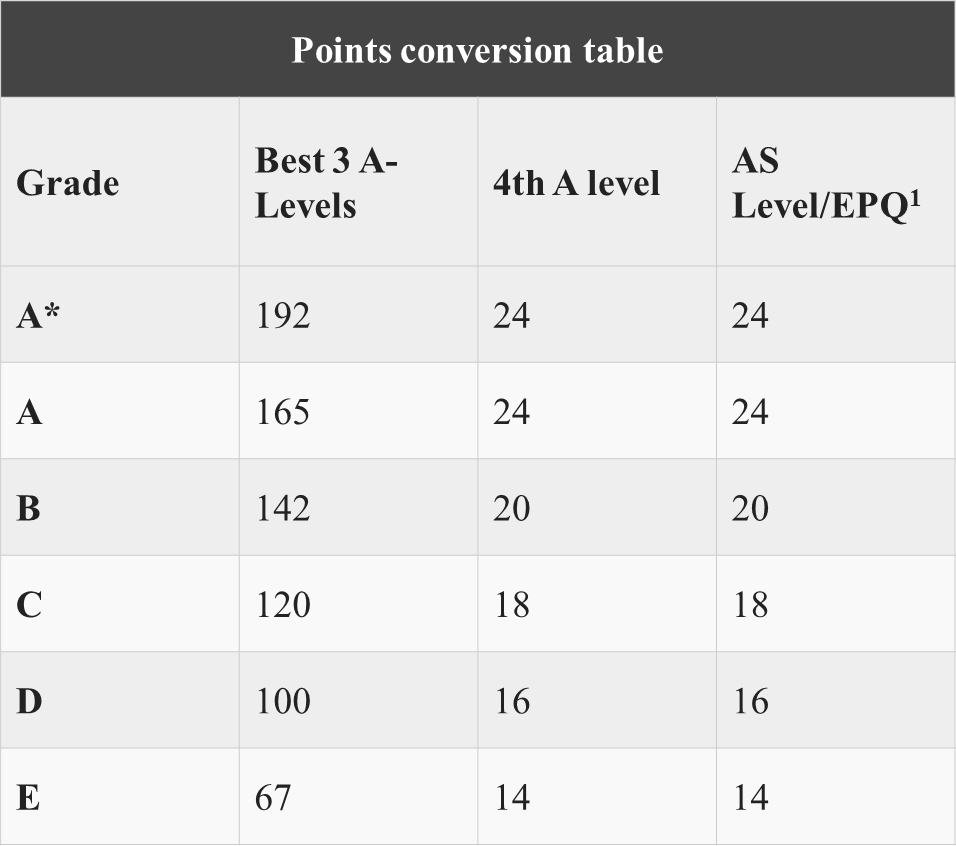 Points conversion table
Grade
Best 3 A-
Levels
4th A level
AS
Level/EPQ¹
A* 192 24 24
A 165 24 24
B 142 20 20
C 120 18 18
D 100 16 16
E 67 14 14